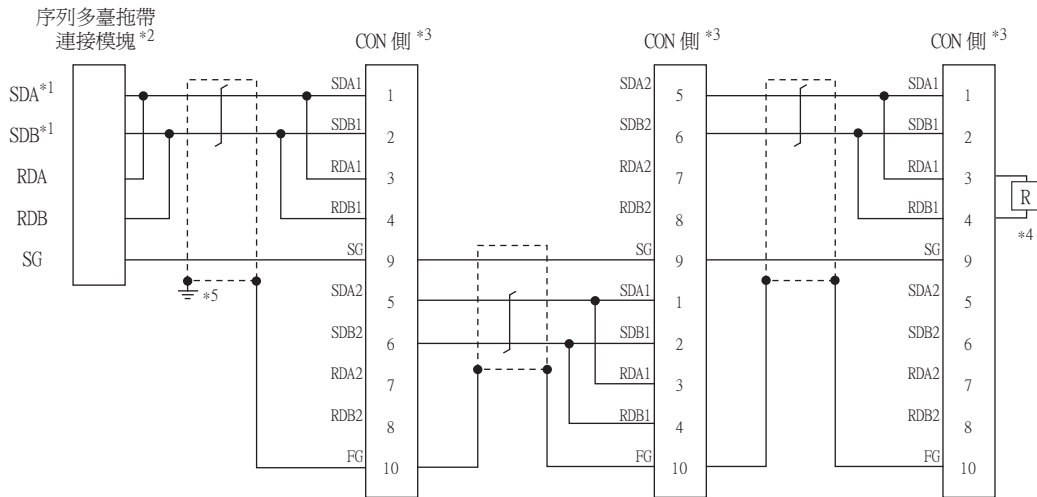 序列多臺拖帶
連接模塊 *2
CON 側 *3
CON 側 *3
CON 側 *3
SDA*1
SDB*1
RDA
RDB
SG
*5
SDA1 1
SDB1 2
RDA1 3
RDB1 4
SG 9
SDA2 5
SDB2 6
RDA2 7
RDB2 8
FG 10
SDA2 5
SDB2 6
RDA2 7
RDB2 8
SG 9
SDA1 1
SDB1 2
RDA1 3
RDB1 4
FG 10
SDA1 1
SDB1 2
RDA1 3
RDB1 4
SG 9
SDA2 5
SDB2 6
RDA2 7
RDB2 8
FG 10
R
*4